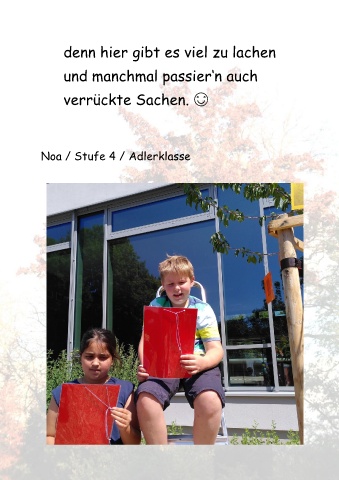 denn hier gibt es viel zu lachen
und manchmal passier‘n auch
verrückte Sachen. ☺
Noa / Stufe 4 / Adlerklasse